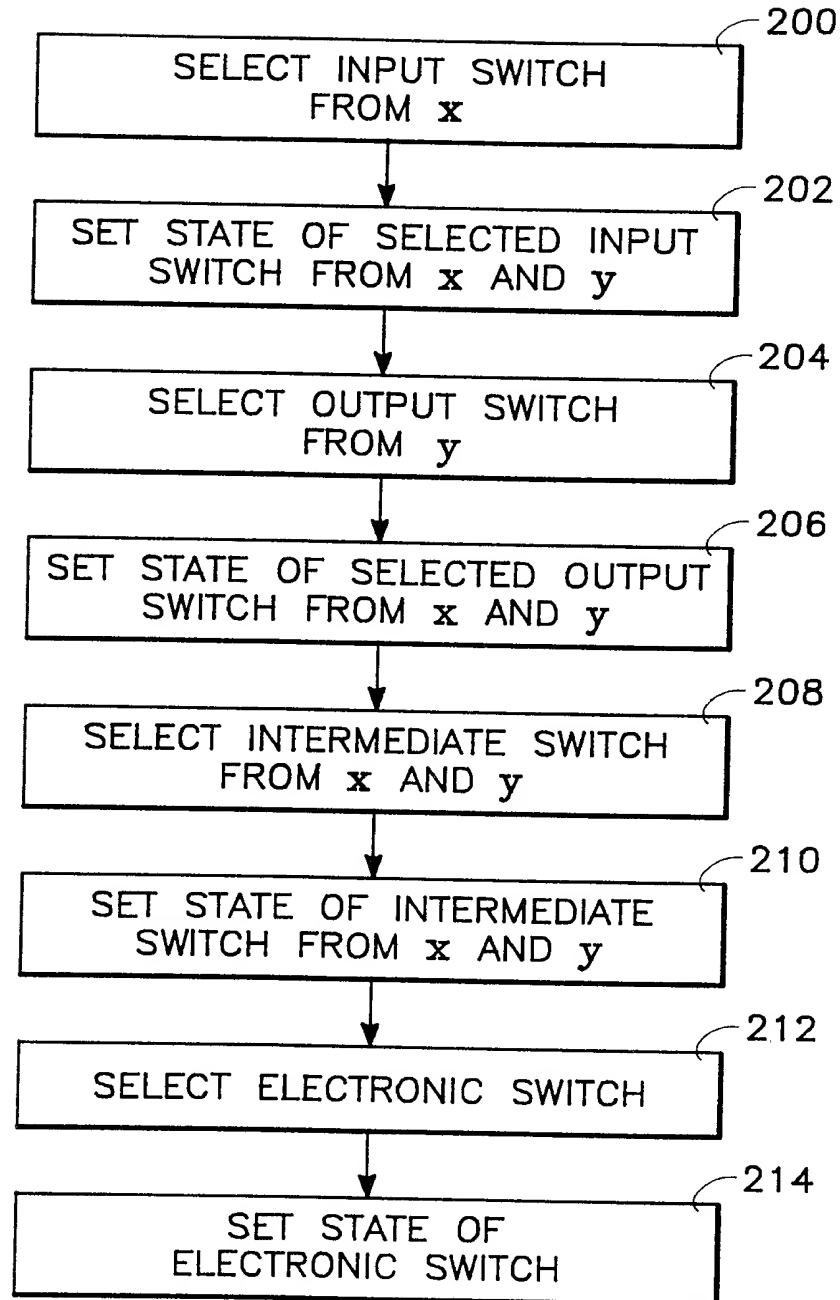 200
SELECT INPUT SWITCH
FROM x
202
SET STATE OF SELECTED INPUT
SWITCH FROM x AND y
204
SELECT OUTPUT SWITCH
FROM y
206
SET STATE OF SELECTED OUTPUT
SWITCH FROM x AND y
208
SELECT INTERMEDIATE SWITCH
FROM x AND y
210
SET STATE OF INTERMEDIATE
SWITCH FROM x AND y
212
SELECT ELECTRONIC SWITCH
214
SET STATE OF
ELECTRONIC SWITCH